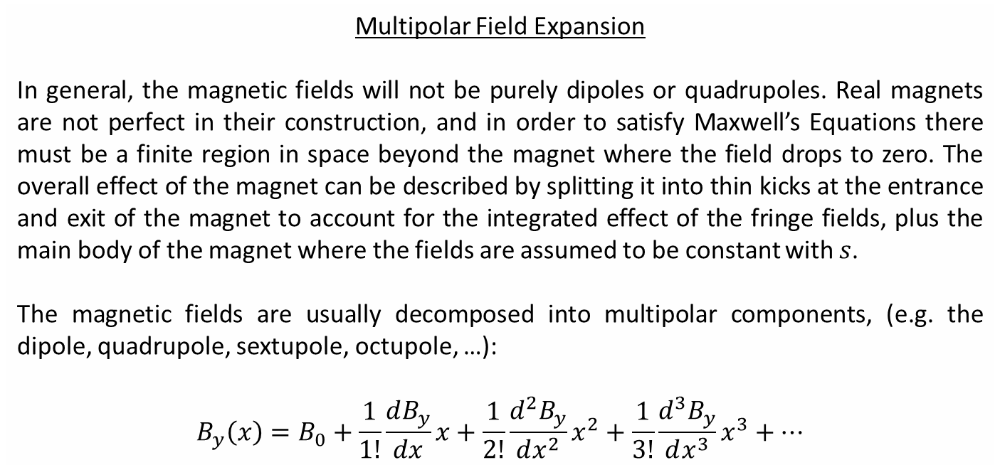 Multipolar Field Expansion
In general, the magnetic fields will not be purely dipoles or quadrupoles. Real magnets
are not perfect in their construction, and in order to satisfy Maxwell’s Equations there
must be a finite region in space beyond the magnet where the field drops to zero. The
overall effect of the magnet can be described by splitting it into thin kicks at the entrance
and exit of the magnet to account for the integrated effect of the fringe fields, plus the
main body of the magnet where the fields are assumed to be constant with s.
The magnetic fields are usually decomposed into multipolar components, (e.g. the
dipole, quadrupole, sextupole, octupole, ...):
B_y(x) = B_0 + \frac{1}{1!} \frac{dB_y}{dx} x + \frac{1}{2!} \frac{d^2 B_y}{dx^2} x^2 + \frac{1}{3!} \frac{d^3 B_y}{dx^3} x^3 + ⋯